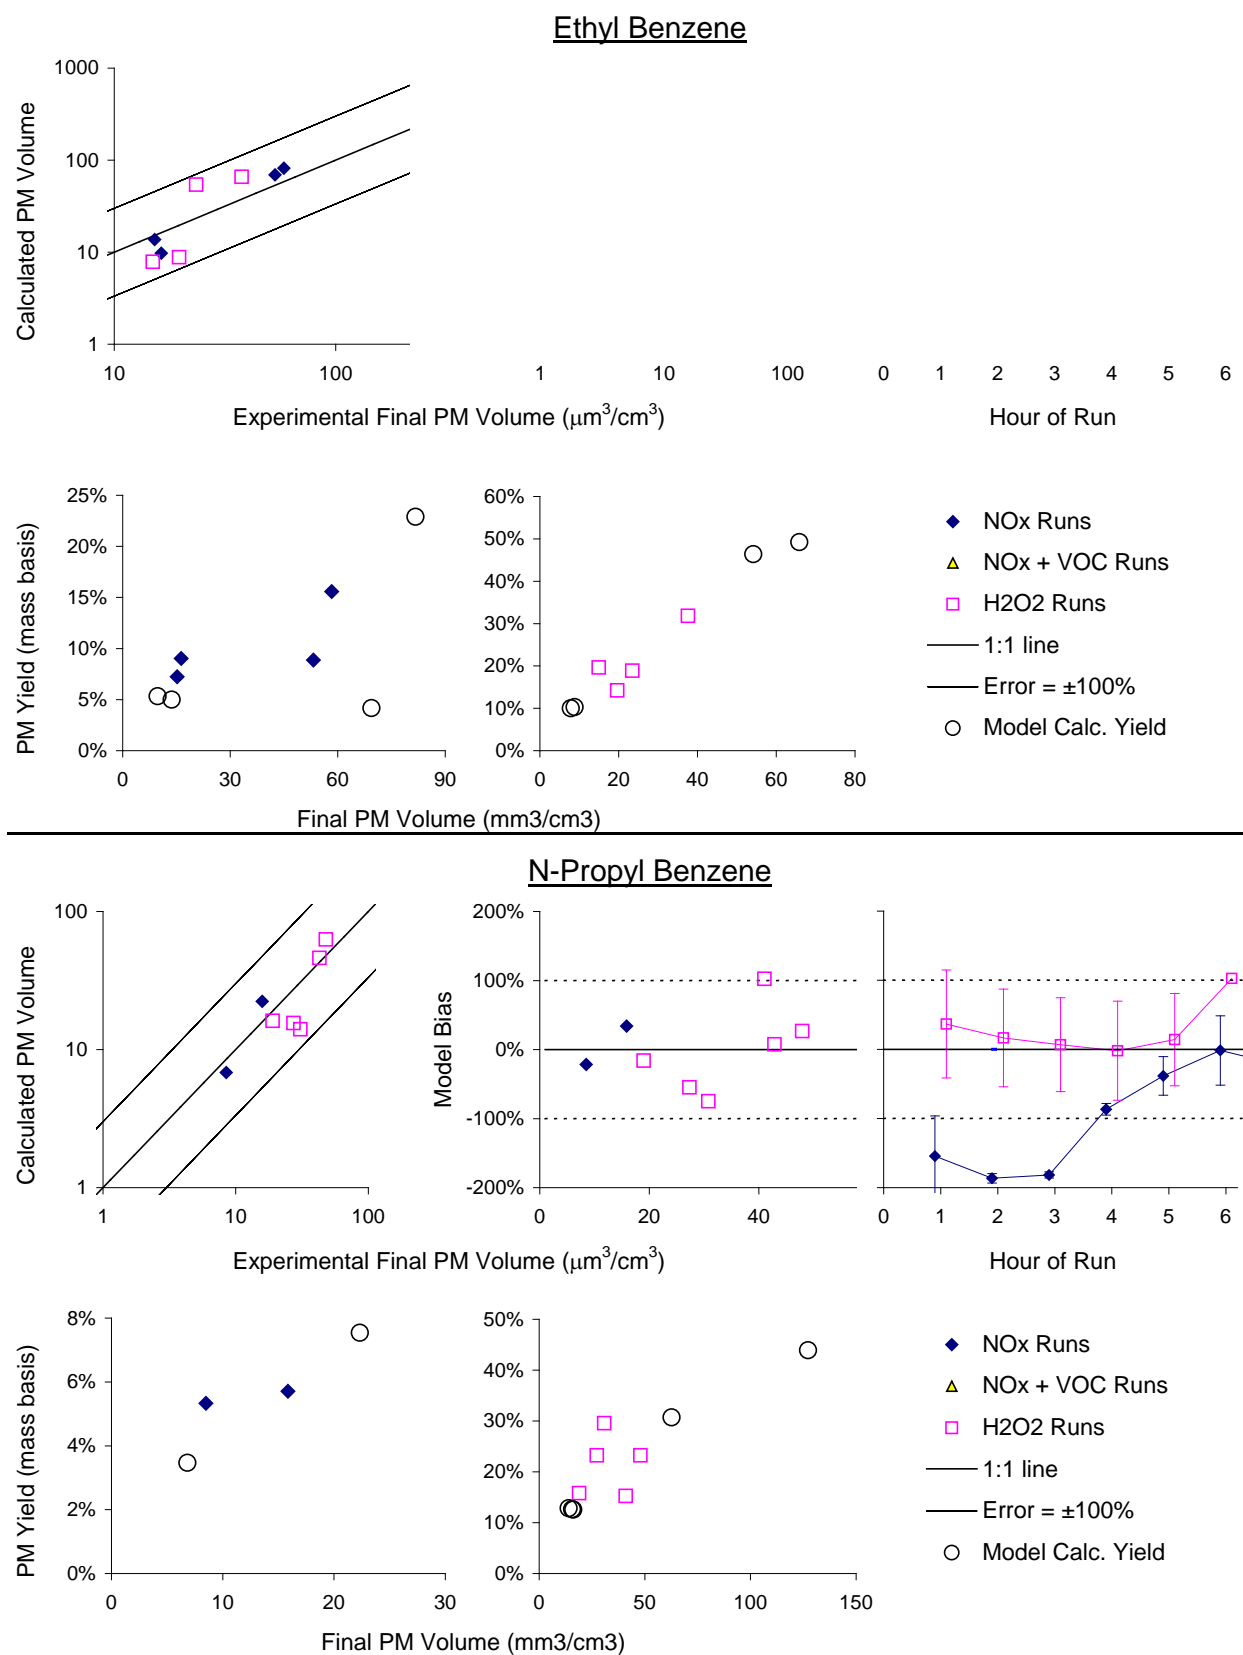 Ethyl Benzene
Calculated PM Volume
1000
100
10
1
10 100
1 10 100
0 1 2 3 4 5 6
Experimental Final PM Volume (μm³/cm³)
Hour of Run
PM Yield (mass basis)
25%
20%
15%
10%
5%
0%
0 30 60 90
60%
50%
40%
30%
20%
10%
0%
0 20 40 60 80
Final PM Volume (mm3/cm3)
NOx Runs
NOx + VOC Runs
H2O2 Runs
1:1 line
Error = ±100%
Model Calc. Yield
N-Propyl Benzene
Calculated PM Volume
100
10
1
1 10 100
Model Bias
200%
100%
0%
-100%
-200%
0 20 40
0 1 2 3 4 5 6
Experimental Final PM Volume (μm³/cm³)
Hour of Run
PM Yield (mass basis)
8%
6%
4%
2%
0%
0 10 20 30
50%
40%
30%
20%
10%
0%
0 50 100 150
Final PM Volume (mm3/cm3)
NOx Runs
NOx + VOC Runs
H2O2 Runs
1:1 line
Error = ±100%
Model Calc. Yield